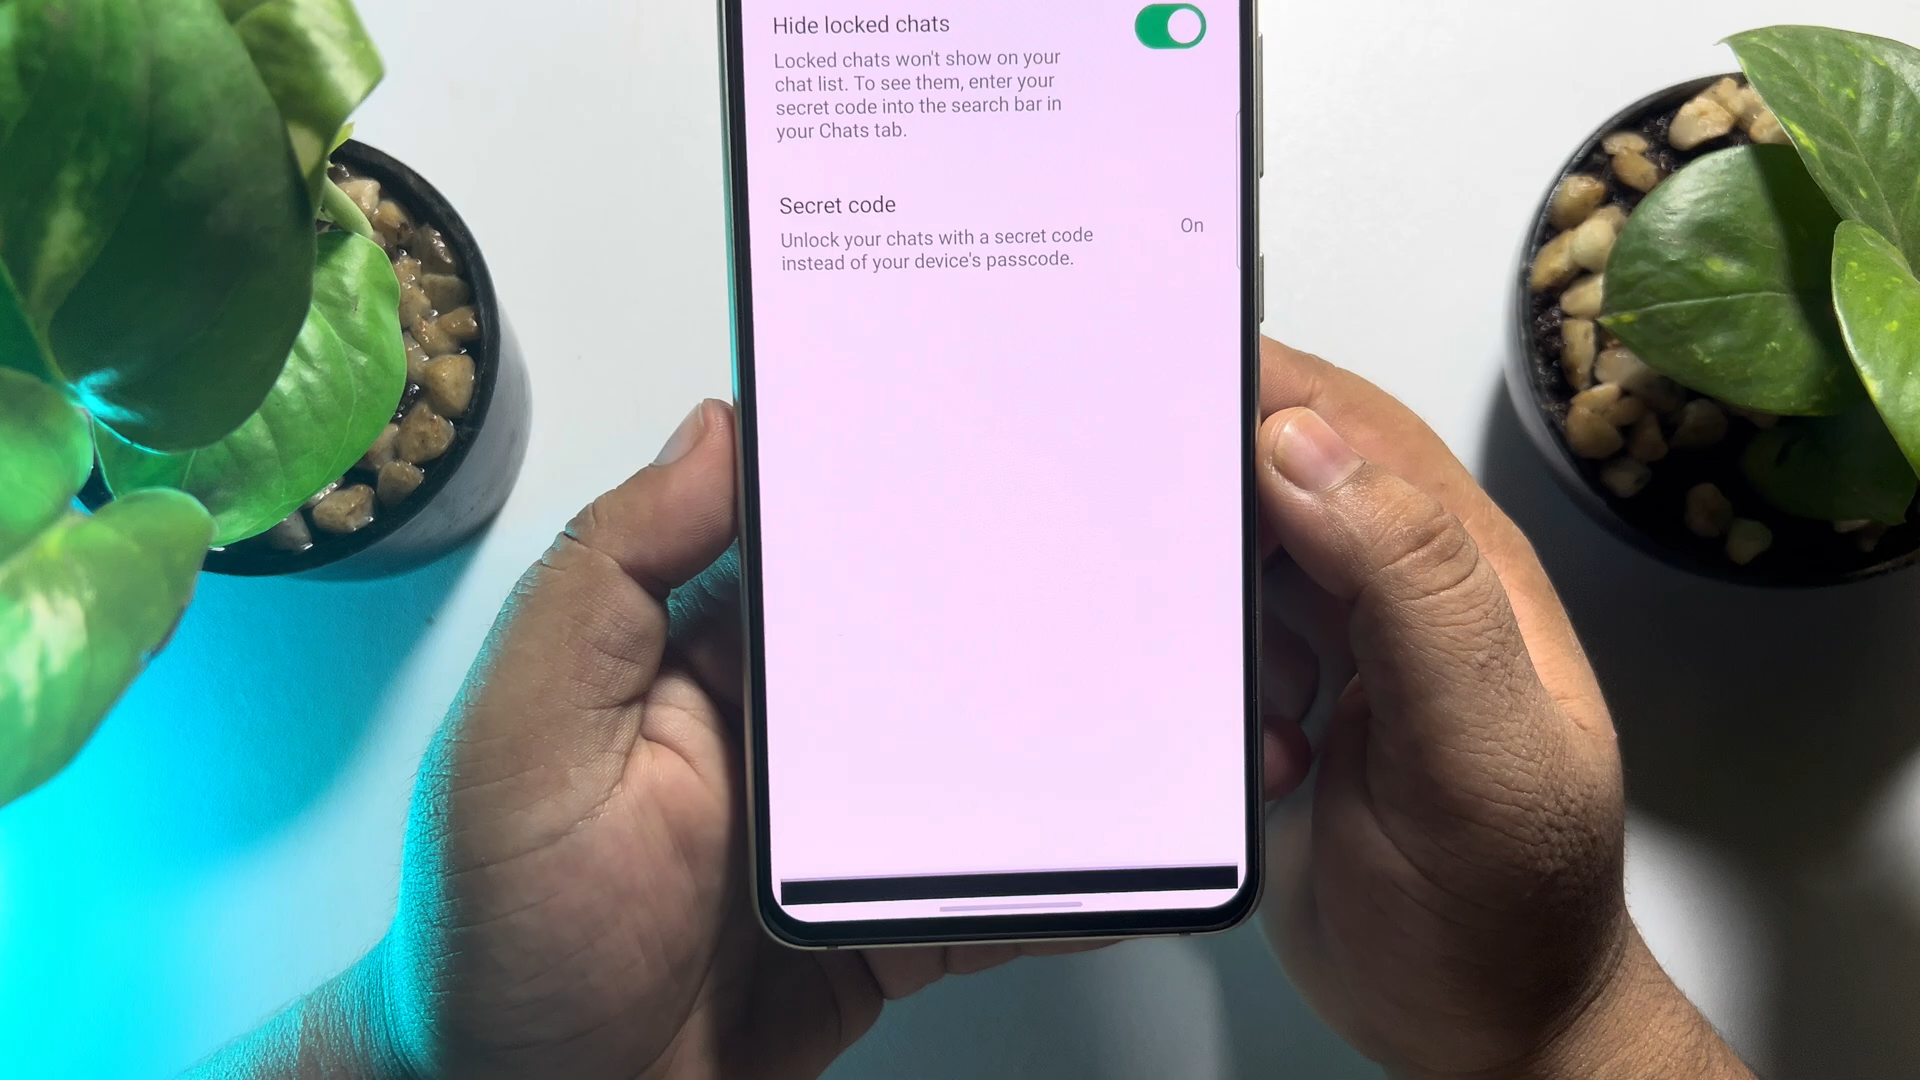 Hide locked chats
Locked chats won't show on your
chat list. To see them, enter your
secret code into the search bar in
your Chats tab.
Secret code
On
Unlock your chats with a secret code
instead of your device's passcode.